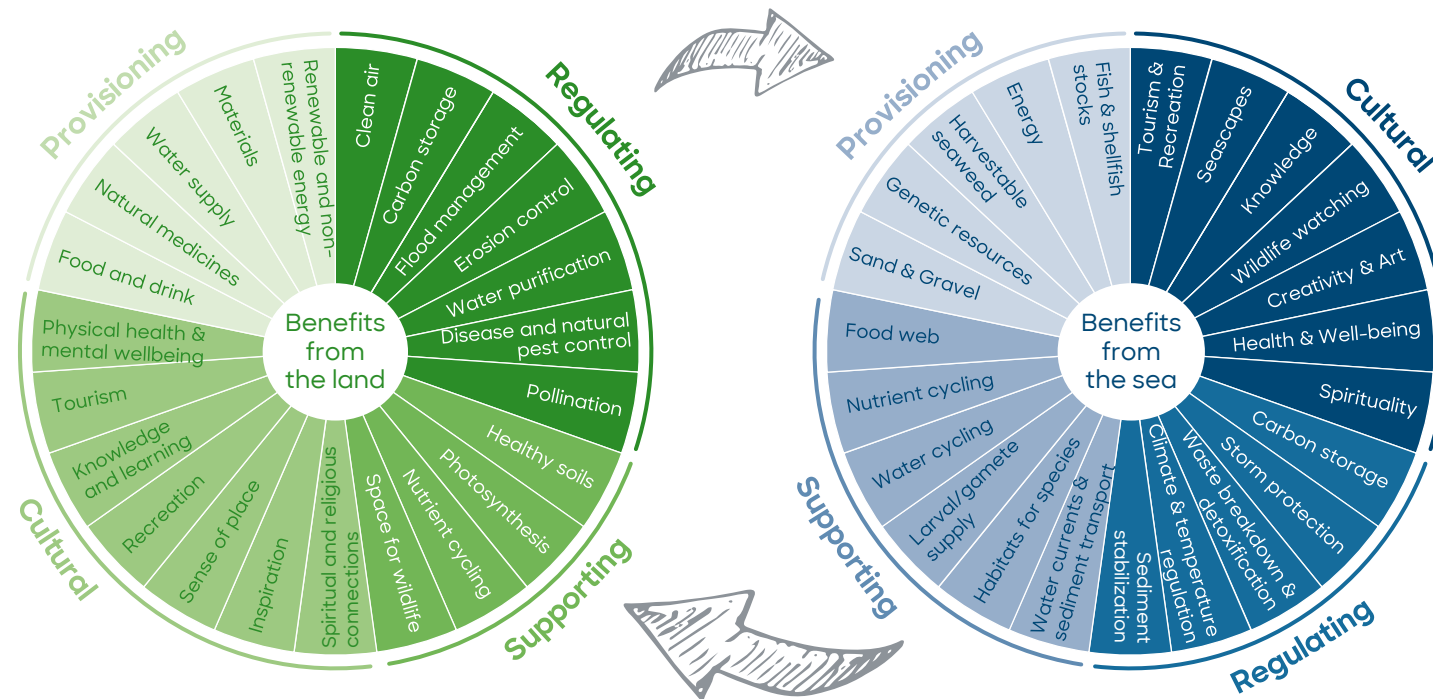 Benefits
from
the land
Regulating
Clean air
Carbon storage
Flood management
Erosion control
Water purification
Disease and natural
pest control
Pollination
Supporting
Healthy soils
Photosynthesis
Nutrient cycling
Space for wildlife
Cultural
Spiritual and religious
connections
Inspiration
Sense of place
Recreation
Knowledge
and learning
Tourism
Physical health &
mental wellbeing
Provisioning
Food and drink
Natural medicines
Water supply
Materials
Renewable and non-
renewable energy
Benefits
from
the sea
Cultural
Tourism &
Recreation
Seascapes
Knowledge
Wildlife watching
Creativity & Art
Health & Well-being
Spirituality
Regulating
Carbon storage
Storm protection
Waste breakdown &
detoxification
Climate & temperature
regulation
Sediment
stabilization
Supporting
Water currents &
sediment transport
Habitats for species
Larval/gamete
supply
Water cycling
Nutrient cycling
Food web
Provisioning
Sand & Gravel
Genetic resources
Harvestable
seaweed
Energy
Fish & shellfish
stocks